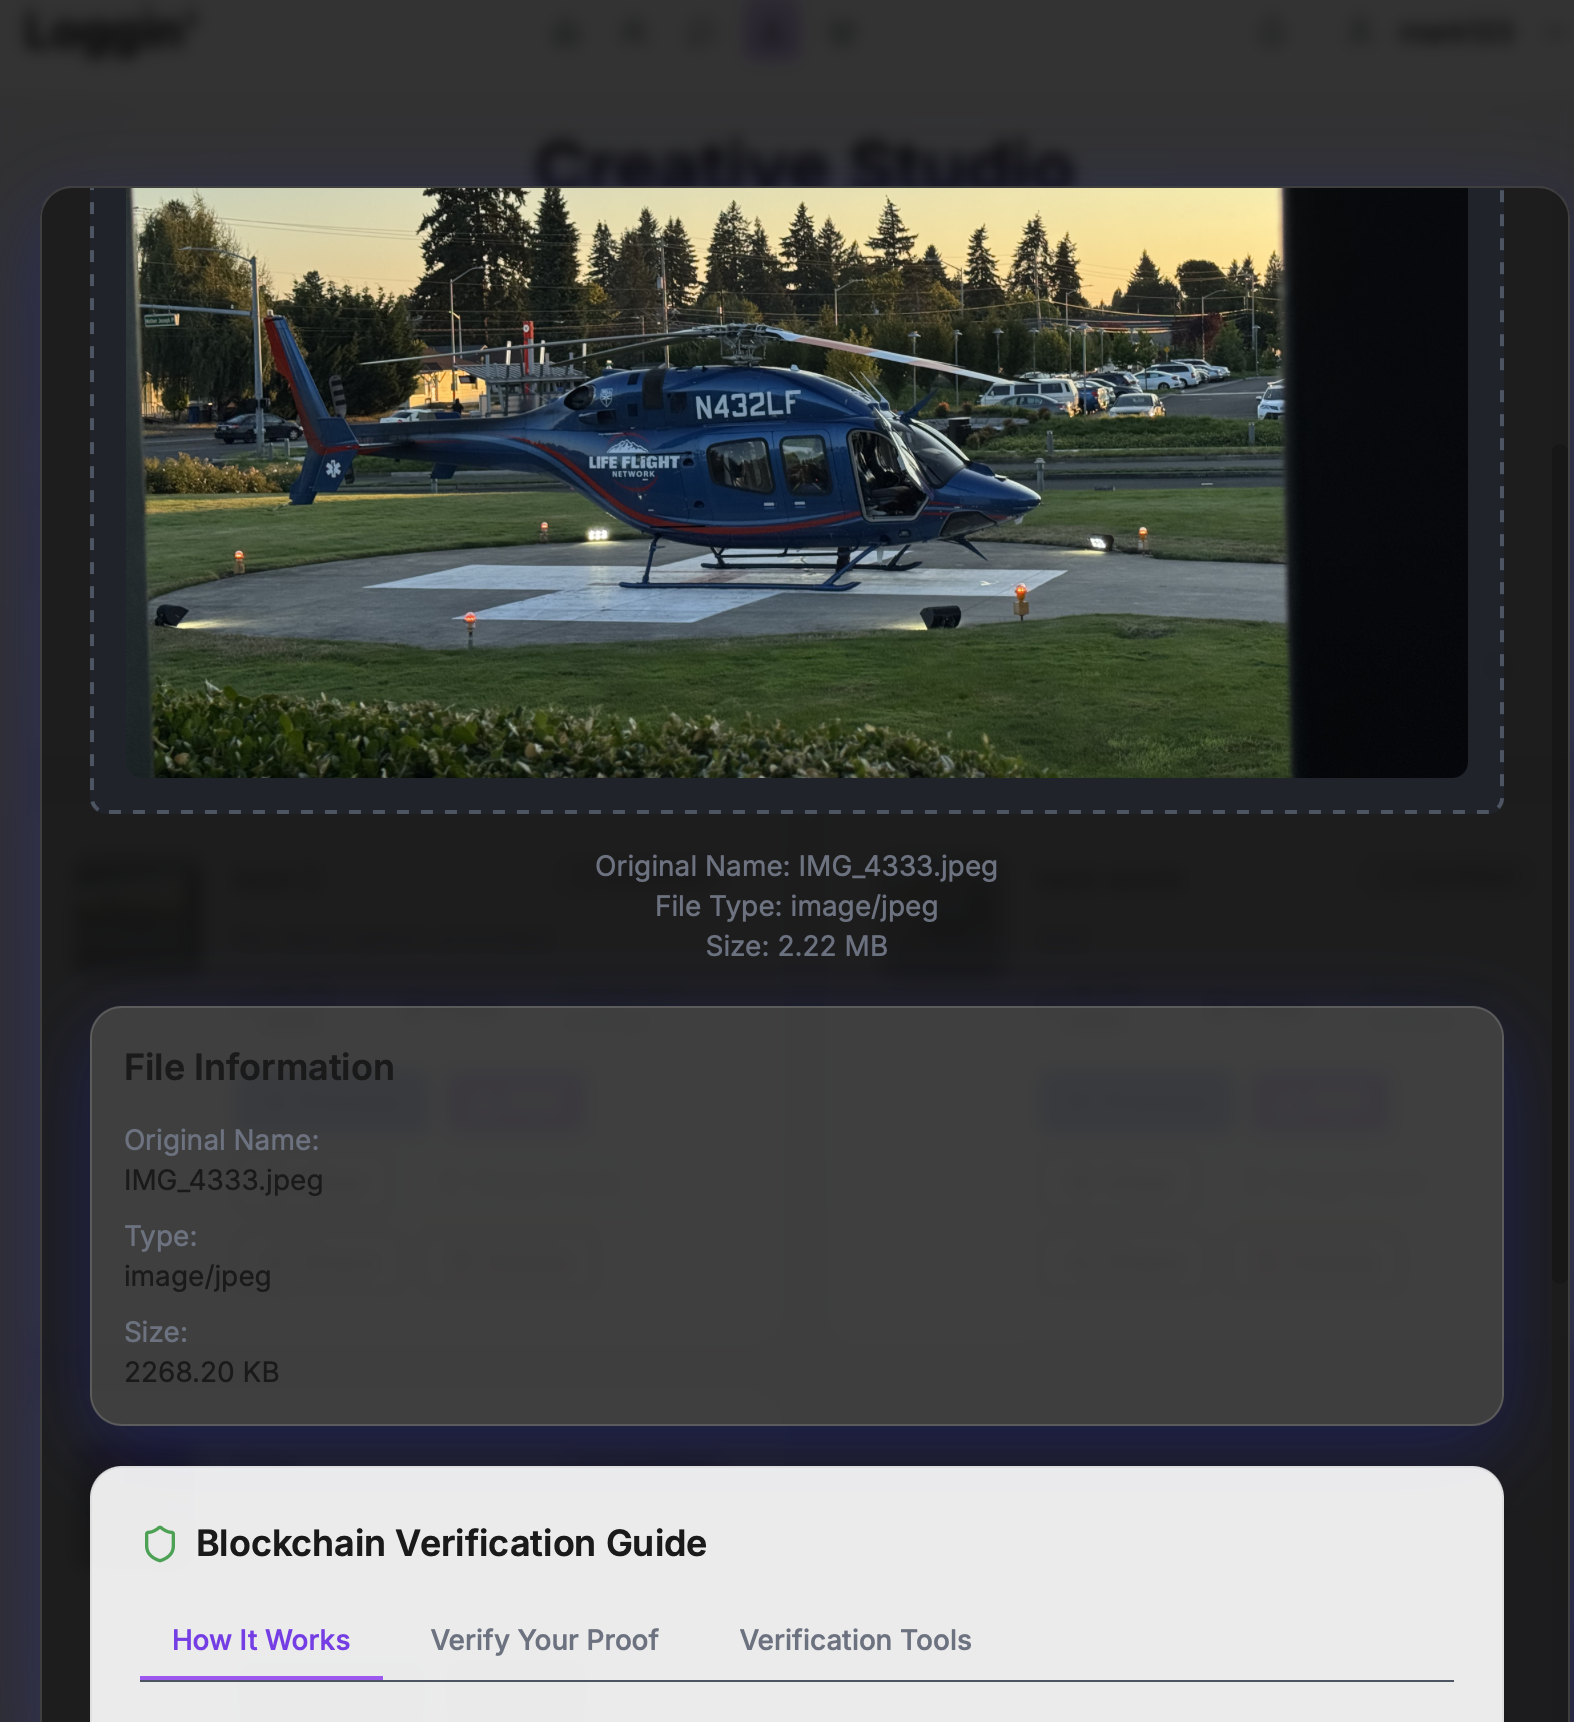 Loggin'
Creative Studio
N432LF
LIFE FLIGHT
NETWORK
Original Name: IMG_4333.jpeg
File Type: image/jpeg
Size: 2.22 MB
File Information
Original Name:
IMG_4333.jpeg
Type:
image/jpeg
Size:
2268.20 KB
Blockchain Verification Guide
How It Works
Verify Your Proof
Verification Tools